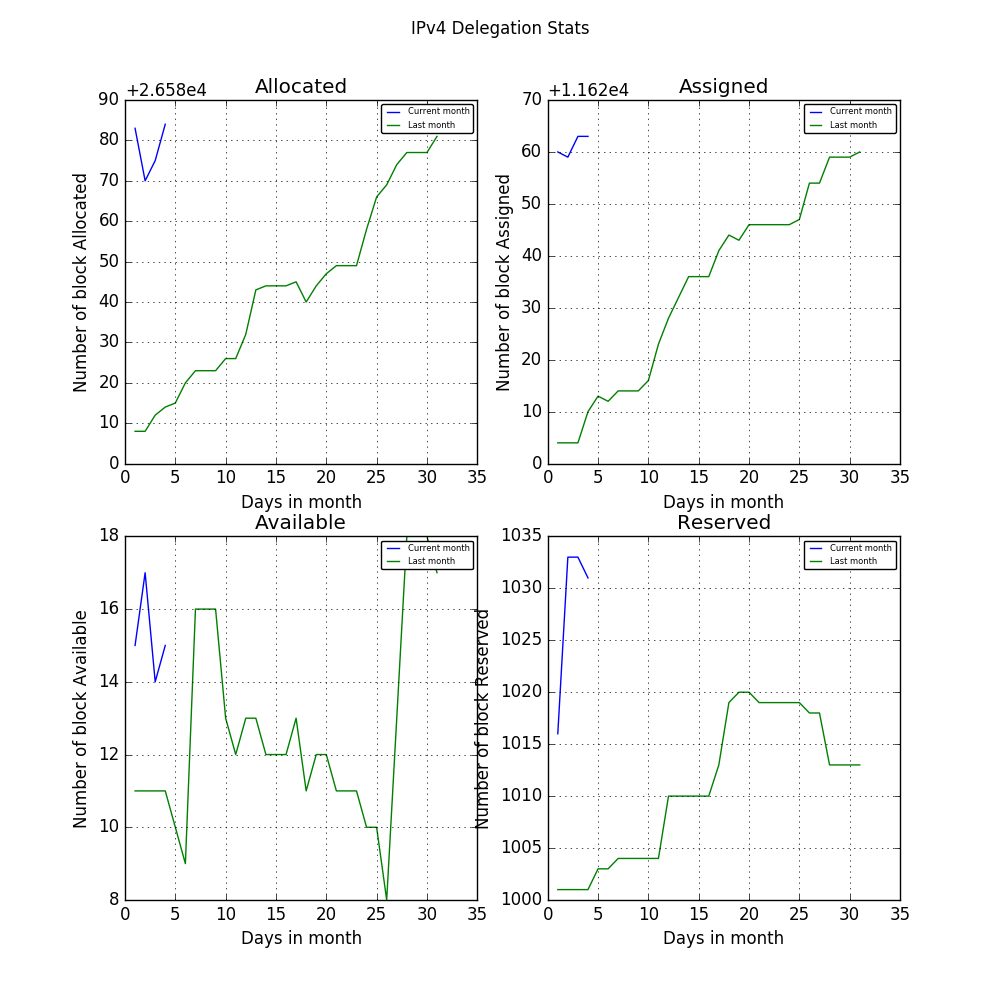 IPv4 Delegation Stats
+2.658e4
Allocated
Current month
Last month
90
80
70
60
50
40
30
20
10
0
Number of block Allocated
0 5 10 15 20 25 30 35
Days in month
+1.162e4
Assigned
Current month
Last month
70
60
50
40
30
20
10
0
Number of block Assigned
0 5 10 15 20 25 30 35
Days in month
Available
Current month
Last month
18
16
14
12
10
8
Number of block Available
0 5 10 15 20 25 30 35
Days in month
Reserved
Current month
Last month
1035
1030
1025
1020
1015
1010
1005
1000
Number of block Reserved
0 5 10 15 20 25 30 35
Days in month